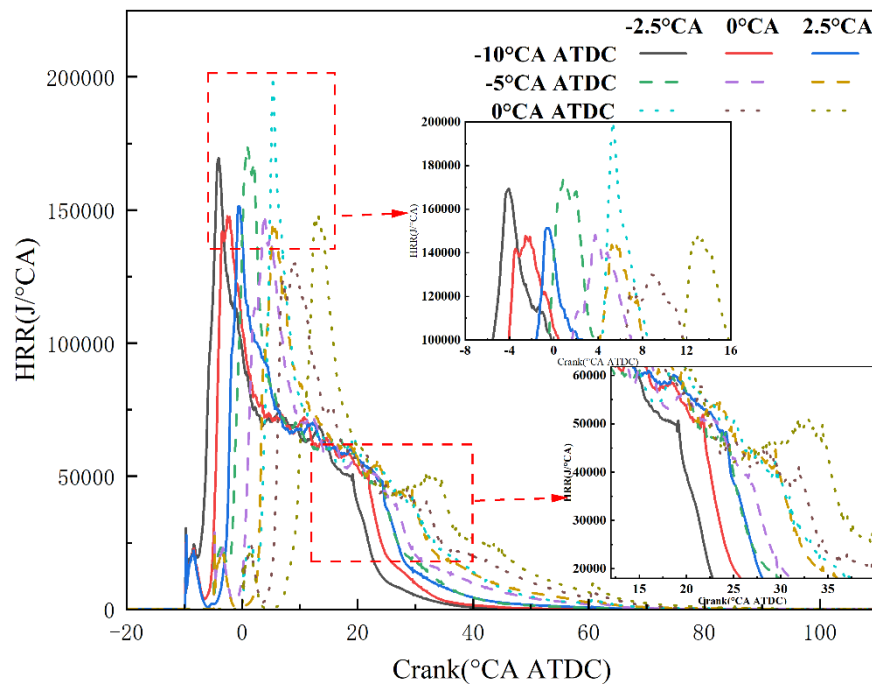 -2.5°CA 0°CA 2.5°CA
-10°CA ATDC
-5°CA ATDC
0°CA ATDC
200000
150000
100000
50000
0
HRR(J/°CA)
-20 0 20 40 60 80 100
Crank(°CA ATDC)
200000
180000
160000
140000
120000
100000
HRR(J/°CA)
-8 -4 0 4 8 12 16
Crank(°CA ATDC)
60000
50000
40000
30000
20000
HRR(J/°CA)
15 20 25 30 35
Crank(°CA ATDC)